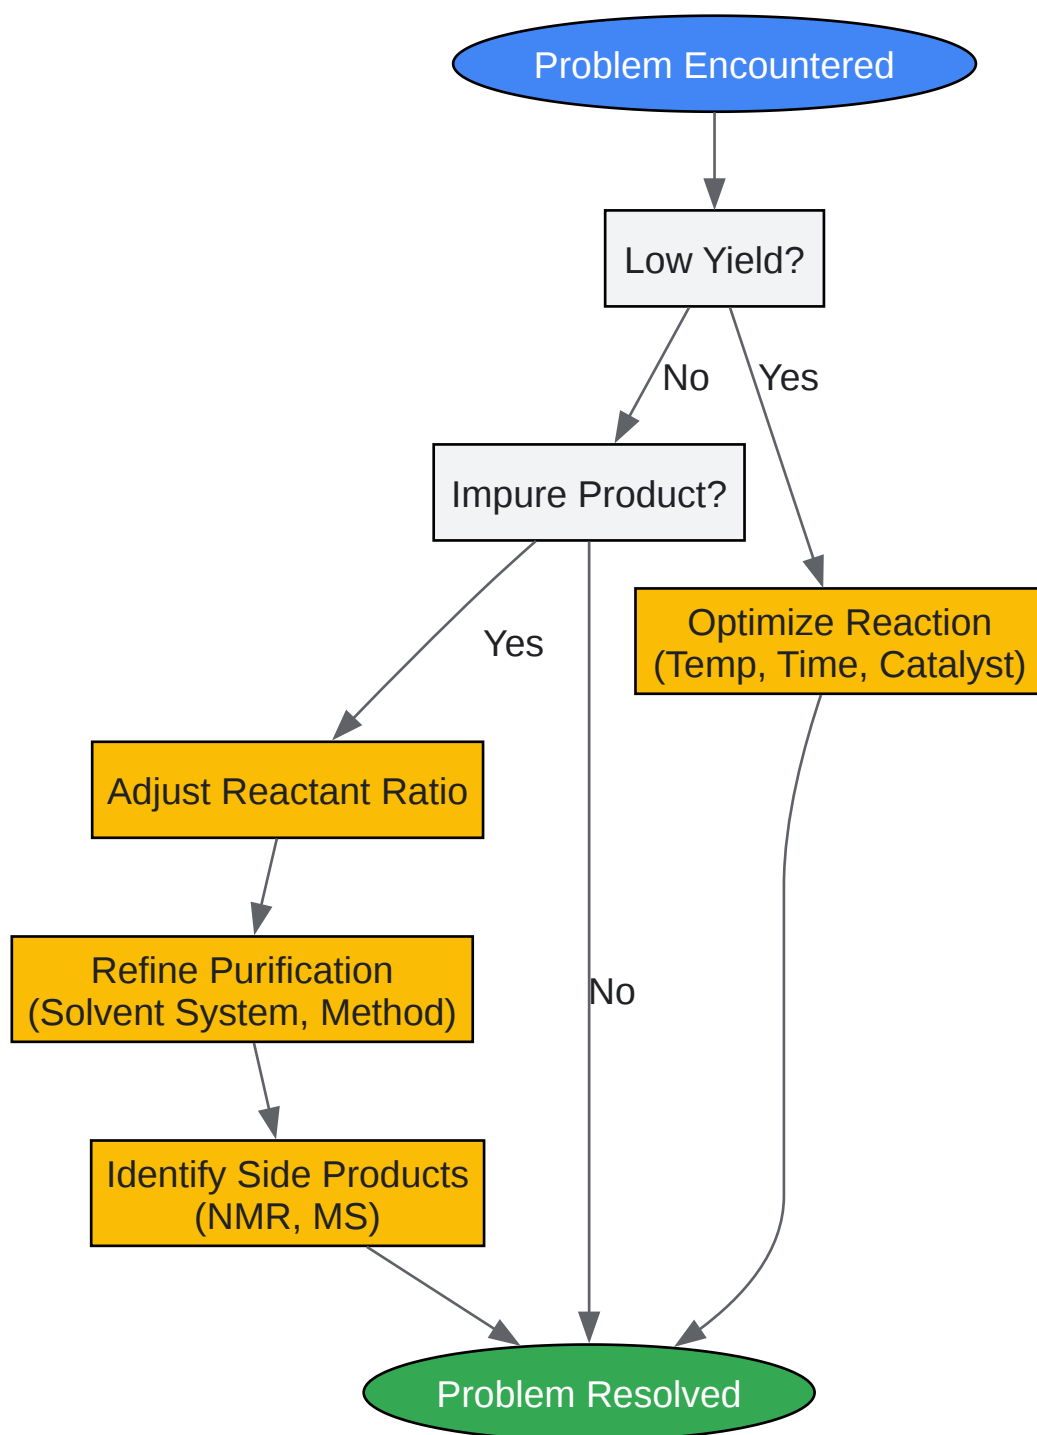 Problem Encountered
Low Yield?
No
Yes
Impure Product?
Optimize Reaction
(Temp, Time, Catalyst)
Yes
Adjust Reactant Ratio
Refine Purification
(Solvent System, Method)
No
Identify Side Products
(NMR, MS)
Problem Resolved